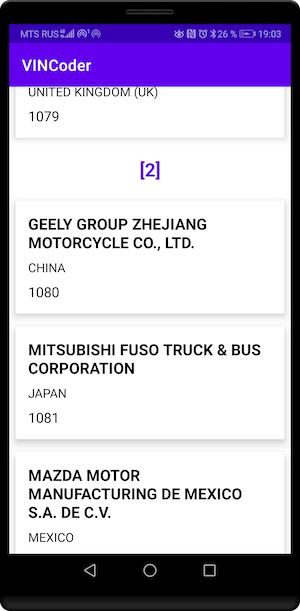 MTS RUS 26 % 19:03
VINCoder
UNITED KINGDOM (UK)
1079
[2]
GEELY GROUP ZHEJIANG
MOTORCYCLE CO., LTD.
CHINA
1080
MITSUBISHI FUSO TRUCK & BUS
CORPORATION
JAPAN
1081
MAZDA MOTOR
MANUFACTURING DE MEXICO
S.A. DE C.V.
MEXICO